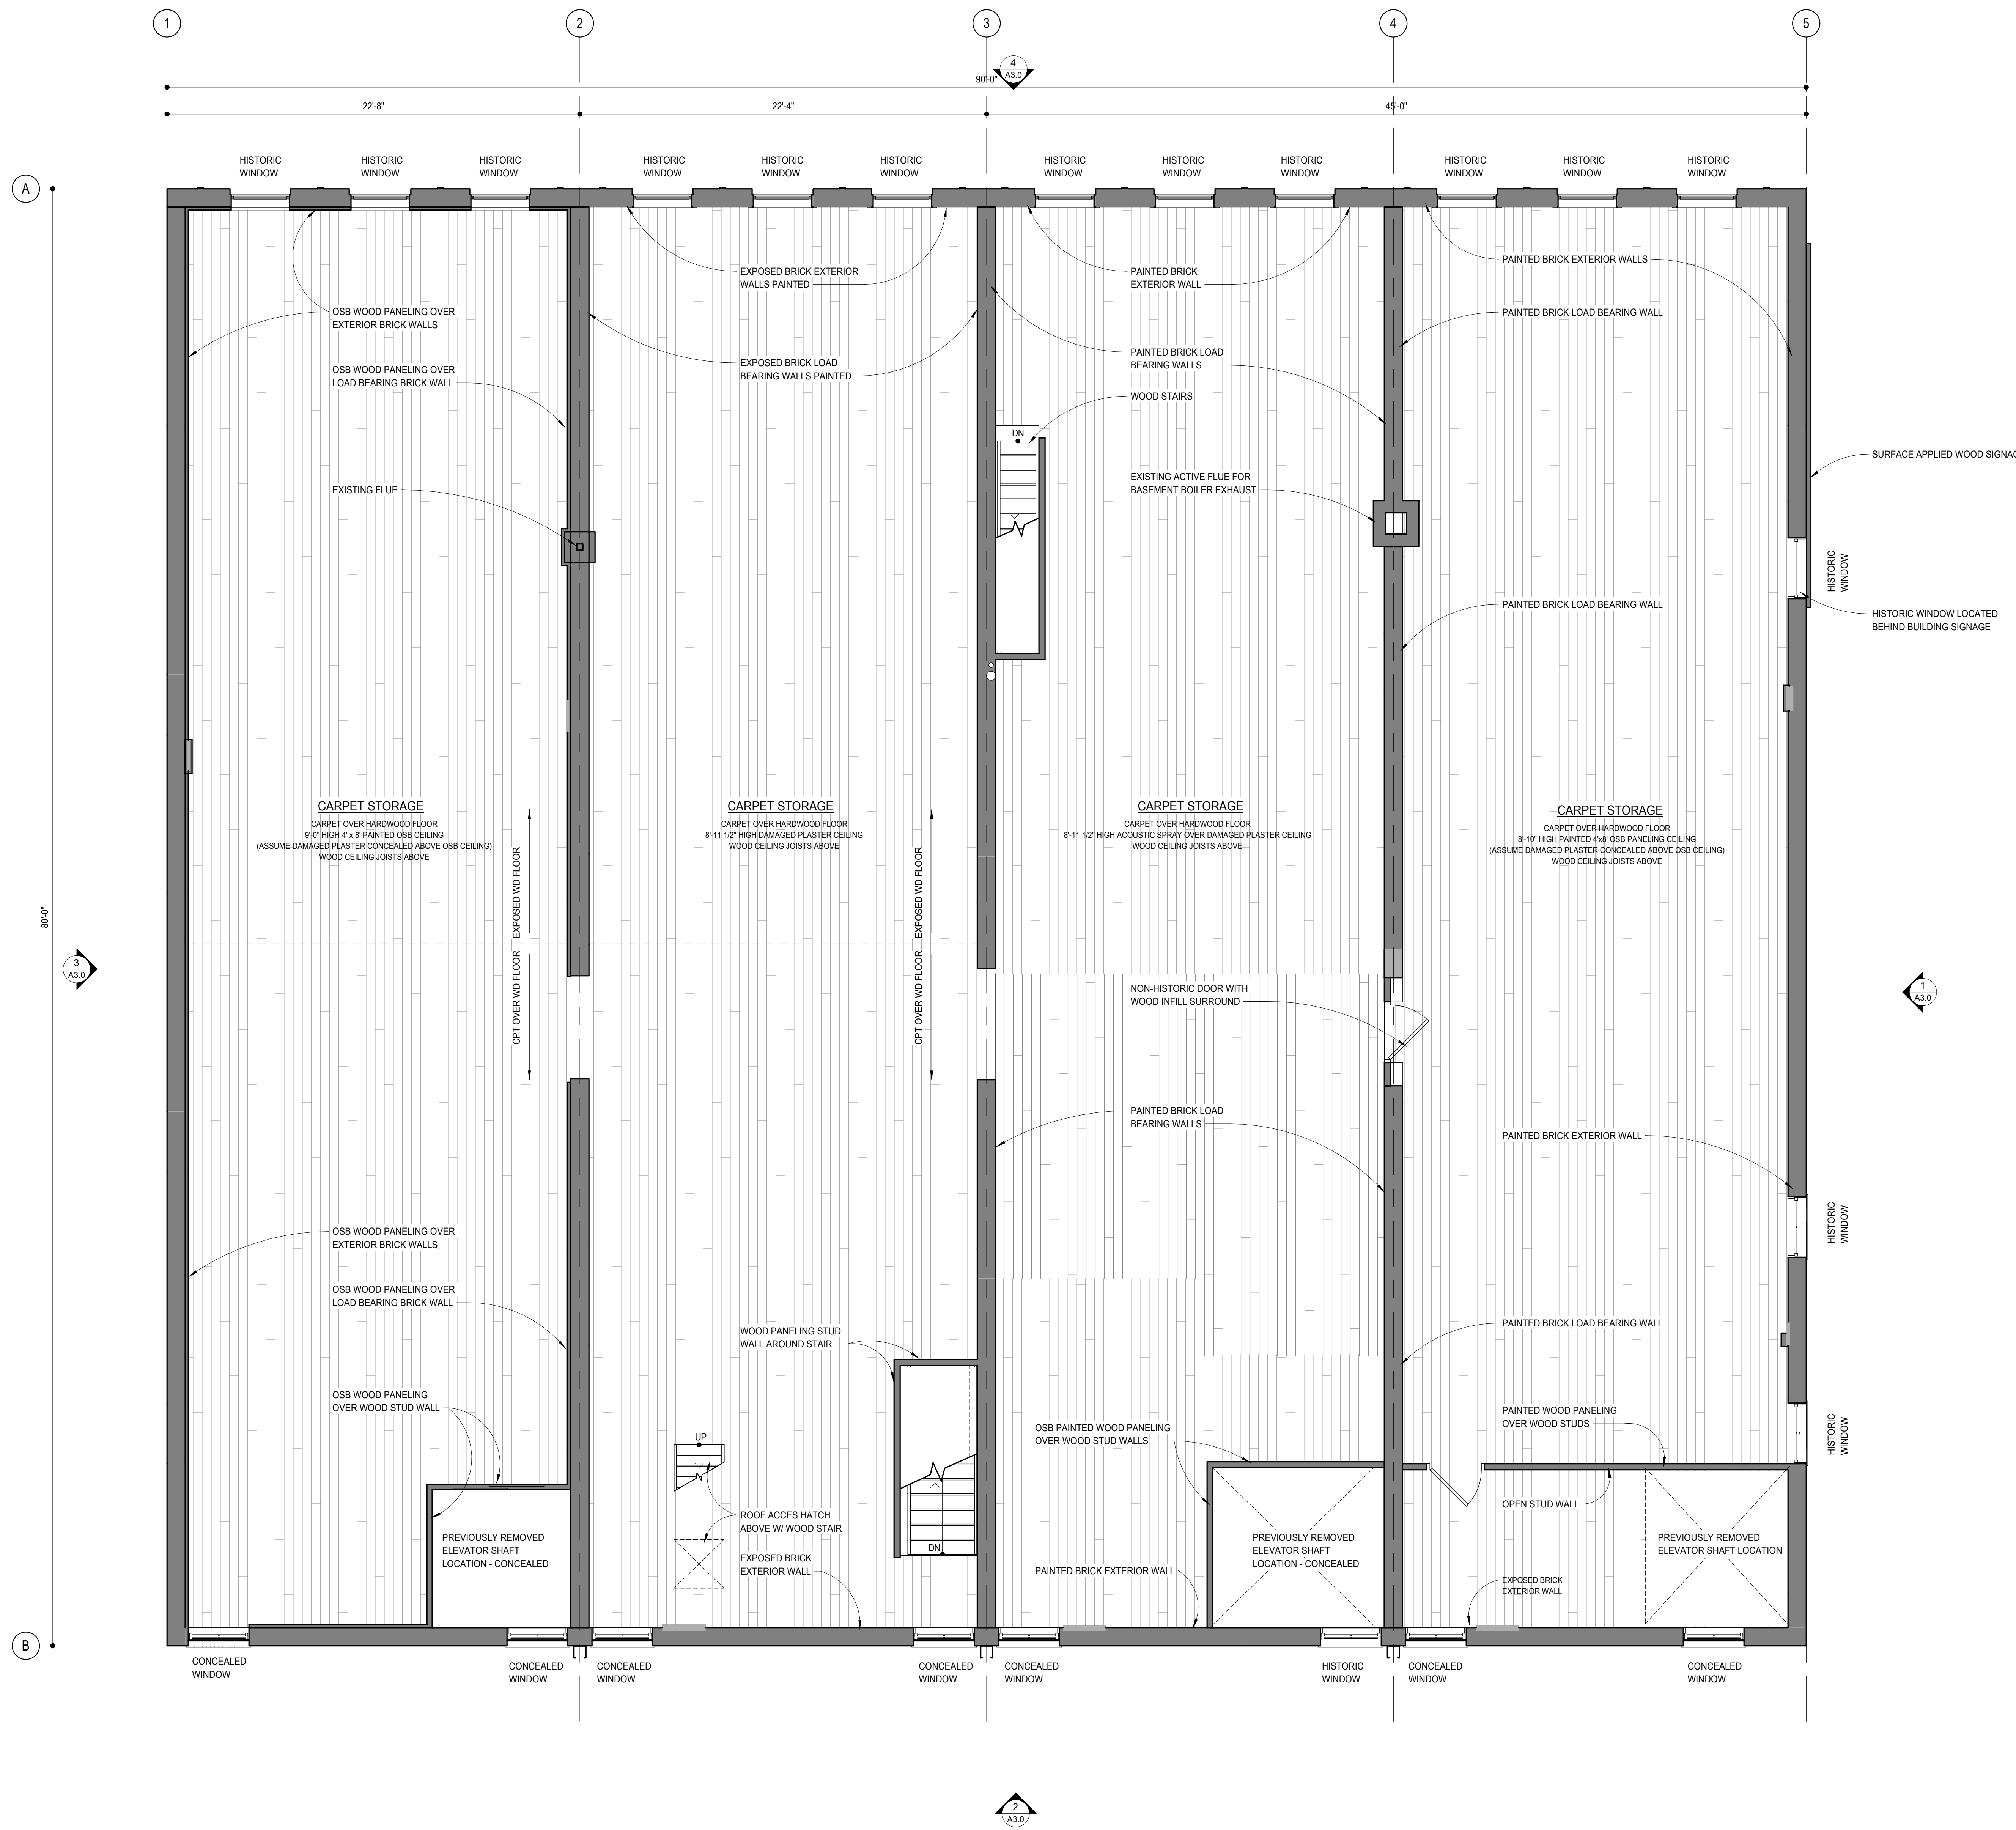 1
2
3
4
5
4
A3.0
90'-0"
22'-8"
22'-4"
45'-0"
HISTORIC
WINDOW
HISTORIC
WINDOW
HISTORIC
WINDOW
HISTORIC
WINDOW
HISTORIC
WINDOW
HISTORIC
WINDOW
HISTORIC
WINDOW
HISTORIC
WINDOW
HISTORIC
WINDOW
HISTORIC
WINDOW
HISTORIC
WINDOW
HISTORIC
WINDOW
A
OSB WOOD PANELING OVER
EXTERIOR BRICK WALLS
OSB WOOD PANELING OVER
LOAD BEARING BRICK WALL
EXISTING FLUE
EXPOSED BRICK EXTERIOR
WALLS PAINTED
EXPOSED BRICK LOAD
BEARING WALLS PAINTED
PAINTED BRICK
EXTERIOR WALL
PAINTED BRICK LOAD
BEARING WALLS
WOOD STAIRS
DN
EXISTING ACTIVE FLUE FOR
BASEMENT BOILER EXHAUST
PAINTED BRICK EXTERIOR WALLS
PAINTED BRICK LOAD BEARING WALL
SURFACE APPLIED WOOD SIGNAG
HISTORIC
WINDOW
PAINTED BRICK LOAD BEARING WALL
HISTORIC WINDOW LOCATED
BEHIND BUILDING SIGNAGE
CARPET STORAGE
CARPET OVER HARDWOOD FLOOR
9'-0" HIGH 4' x 8' PAINTED OSB CEILING
(ASSUME DAMAGED PLASTER CONCEALED ABOVE OSB CEILING)
WOOD CEILING JOISTS ABOVE
CARPET STORAGE
CARPET OVER HARDWOOD FLOOR
8'-11 1/2" HIGH DAMAGED PLASTER CEILING
WOOD CEILING JOISTS ABOVE
CARPET STORAGE
CARPET OVER HARDWOOD FLOOR
8'-11 1/2" HIGH ACOUSTIC SPRAY OVER DAMAGED PLASTER CEILING
WOOD CEILING JOISTS ABOVE
CARPET STORAGE
CARPET OVER HARDWOOD FLOOR
8'-10" HIGH PAINTED 4'x8' OSB PANELING CEILING
(ASSUME DAMAGED PLASTER CONCEALED ABOVE OSB CEILING)
WOOD CEILING JOISTS ABOVE
80'-0"
CPT OVER WD FLOOR EXPOSED WD FLOOR
CPT OVER WD FLOOR EXPOSED WD FLOOR
3
A3.0
1
A3.0
NON-HISTORIC DOOR WITH
WOOD INFILL SURROUND
PAINTED BRICK LOAD
BEARING WALLS
PAINTED BRICK EXTERIOR WALL
HISTORIC
WINDOW
OSB WOOD PANELING OVER
EXTERIOR BRICK WALLS
OSB WOOD PANELING OVER
LOAD BEARING BRICK WALL
OSB WOOD PANELING
OVER WOOD STUD WALL
WOOD PANELING STUD
WALL AROUND STAIR
PAINTED BRICK LOAD BEARING WALL
PAINTED WOOD PANELING
OVER WOOD STUDS
HISTORIC
WINDOW
OSB PAINTED WOOD PANELING
OVER WOOD STUD WALLS
UP
ROOF ACCES HATCH
ABOVE W/ WOOD STAIR
DN
EXPOSED BRICK
EXTERIOR WALL
OPEN STUD WALL
PREVIOUSLY REMOVED
ELEVATOR SHAFT
LOCATION - CONCEALED
PREVIOUSLY REMOVED
ELEVATOR SHAFT
LOCATION - CONCEALED
PREVIOUSLY REMOVED
ELEVATOR SHAFT LOCATION
PAINTED BRICK EXTERIOR WALL
EXPOSED BRICK
EXTERIOR WALL
B
CONCEALED
WINDOW
CONCEALED
WINDOW
CONCEALED
WINDOW
CONCEALED
WINDOW
CONCEALED
WINDOW
HISTORIC
WINDOW
CONCEALED
WINDOW
CONCEALED
WINDOW
2
A3.0